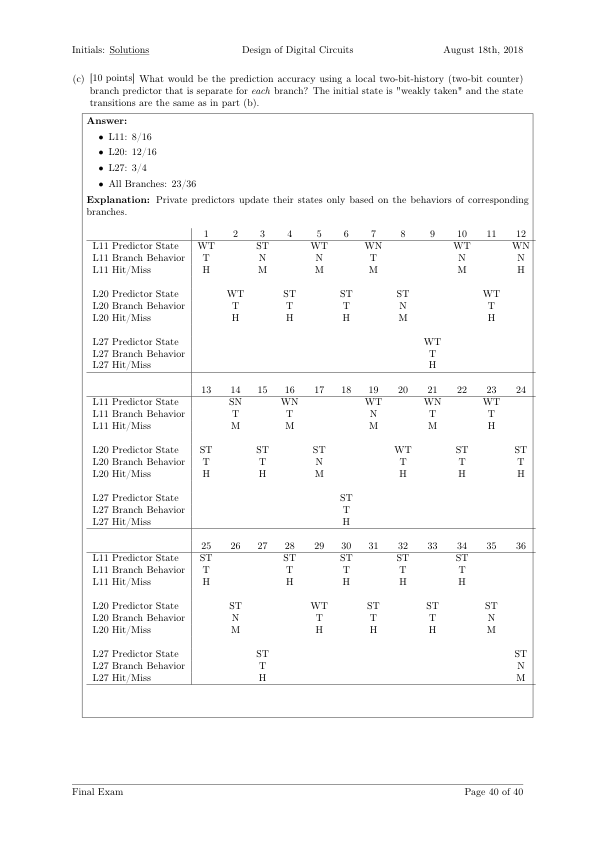 Initials: Solutions Design of Digital Circuits August 18th, 2018
(c) [10 points] What would be the prediction accuracy using a local two-bit-history (two-bit counter)
branch predictor that is separate for each branch? The initial state is "weakly taken" and the state
transitions are the same as in part (b).
Answer:
• L11: 8/16
• L20: 12/16
• L27: 3/4
• All Branches: 23/36
Explanation: Private predictors update their states only based on the behaviors of corresponding
branches.
1 2 3 4 5 6 7 8 9 10 11 12
L11 Predictor State WT ST WT WN WT WN
L11 Branch Behavior T N N T N N
L11 Hit/Miss H M M M M H
L20 Predictor State WT ST ST ST WT
L20 Branch Behavior T T T N T
L20 Hit/Miss H H H M H
L27 Predictor State WT
L27 Branch Behavior T
L27 Hit/Miss H
13 14 15 16 17 18 19 20 21 22 23 24
L11 Predictor State SN WN WT WN WT
L11 Branch Behavior T T N T T
L11 Hit/Miss M M M M H
L20 Predictor State ST ST ST WT ST ST
L20 Branch Behavior T T N T T T
L20 Hit/Miss H H M H H H
L27 Predictor State ST
L27 Branch Behavior T
L27 Hit/Miss H
25 26 27 28 29 30 31 32 33 34 35 36
L11 Predictor State ST ST ST ST ST
L11 Branch Behavior T T T T T
L11 Hit/Miss H H H H H
L20 Predictor State ST WT ST ST ST
L20 Branch Behavior N T T T N
L20 Hit/Miss M H H H M
L27 Predictor State ST ST
L27 Branch Behavior T N
L27 Hit/Miss H M
Final Exam Page 40 of 40